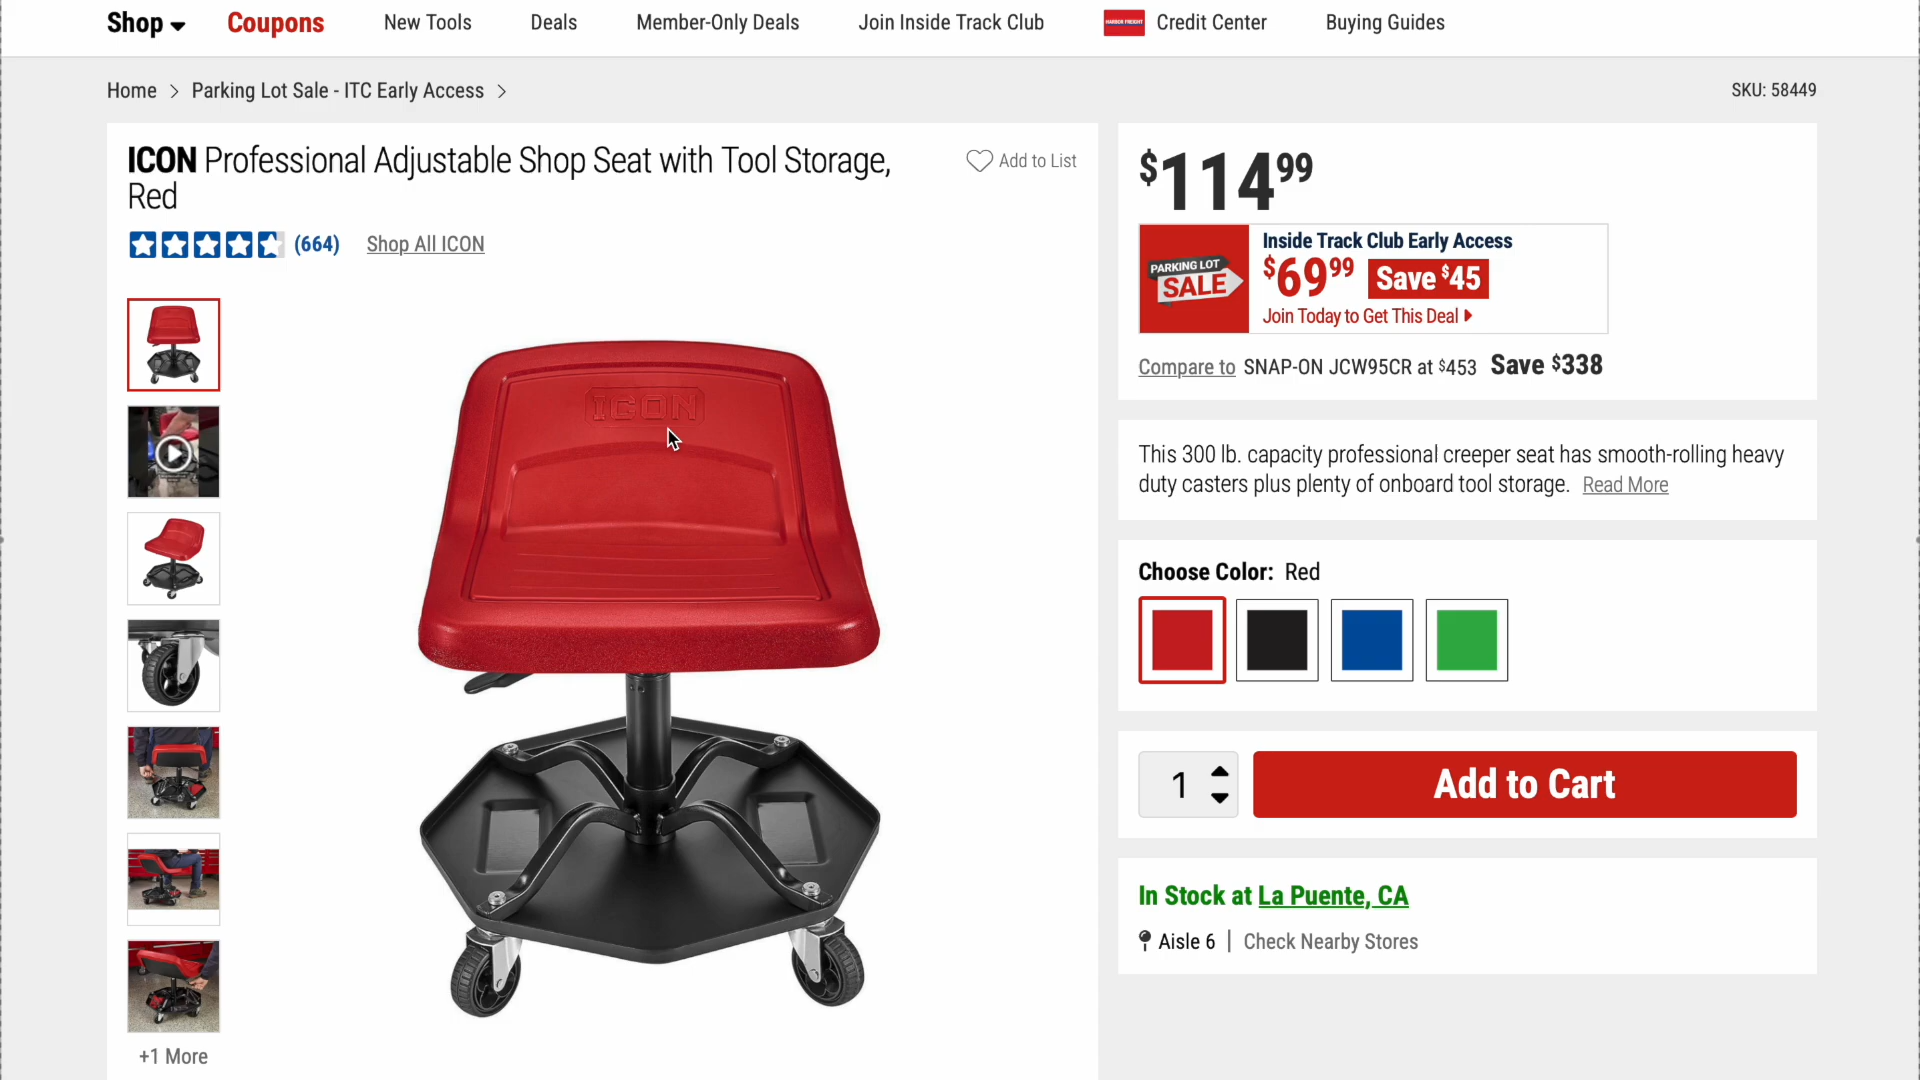 Shop
Coupons
New Tools
Deals
Member-Only Deals
Join Inside Track Club
HARBOR FREIGHT
Credit Center
Buying Guides
Home > Parking Lot Sale - ITC Early Access >
SKU: 58449
ICON Professional Adjustable Shop Seat with Tool Storage,
Red
Add to List
(664)
Shop All ICON
ICON
+1 More
$114.99
PARKING LOT
SALE
Inside Track Club Early Access
$69.99 Save $45
Join Today to Get This Deal
Compare to SNAP-ON JCW95CR at $453 Save $338
This 300 lb. capacity professional creeper seat has smooth-rolling heavy
duty casters plus plenty of onboard tool storage. Read More
Choose Color: Red
1
Add to Cart
In Stock at La Puente, CA
Aisle 6 | Check Nearby Stores